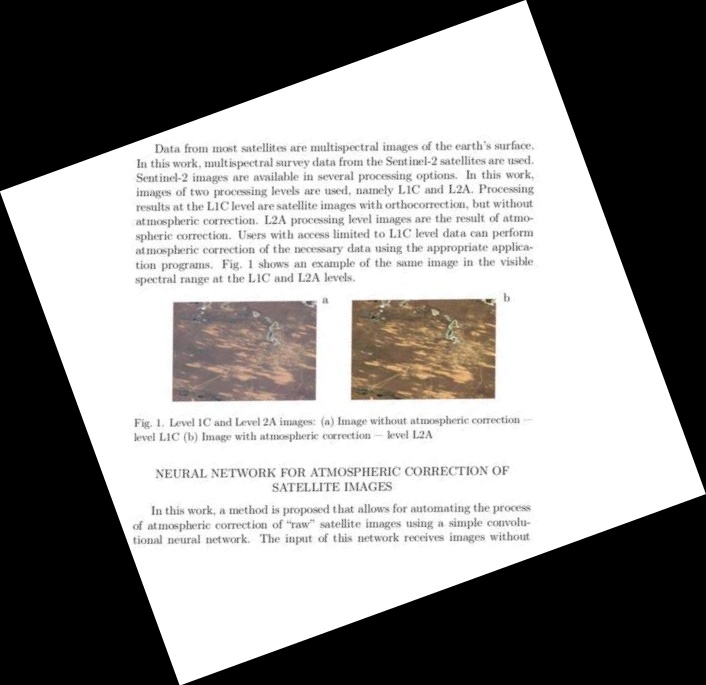 Data from most satellites are multispectral images of the earth's surface.
In this work, multispectral survey data from the Sentinel-2 satellites are used.
Sentinel-2 images are available in several processing options. In this work,
images of two processing levels are used, namely L1C and L2A. Processing
results at the L1C level are satellite images with orthocorrection, but without
atmospheric correction. L2A processing level images are the result of atmo-
spheric correction. Users with access limited to L1C level data can perform
atmospheric correction of the necessary data using the appropriate applica-
tion programs. Fig. 1 shows an example of the same image in the visible
spectral range at the L1C and L2A levels.
a b
Fig. 1. Level 1C and Level 2A images: (a) Image without atmospheric correction —
level L1C (b) Image with atmospheric correction — level L2A
NEURAL NETWORK FOR ATMOSPHERIC CORRECTION OF
SATELLITE IMAGES
In this work, a method is proposed that allows for automating the process
of atmospheric correction of "raw" satellite images using a simple convolu-
tional neural network. The input of this network receives images without